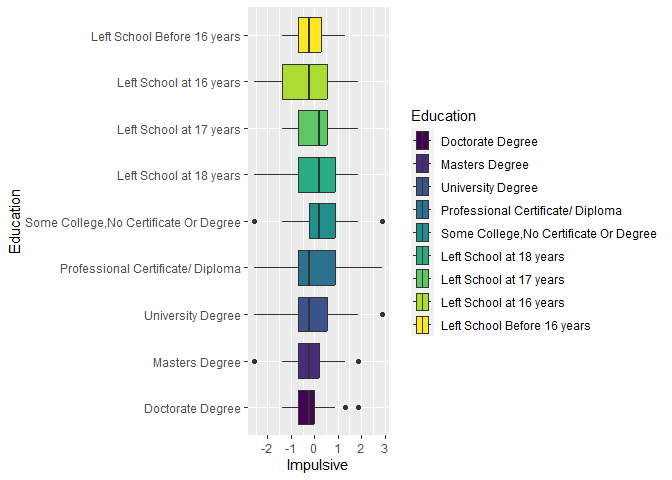 Left School Before 16 years
Left School at 16 years
Left School at 17 years
Left School at 18 years
Some College,No Certificate Or Degree
Professional Certificate/ Diploma
University Degree
Masters Degree
Doctorate Degree
Education
-2 -1 0 1 2 3
Impulsive
Education
Doctorate Degree
Masters Degree
University Degree
Professional Certificate/ Diploma
Some College,No Certificate Or Degree
Left School at 18 years
Left School at 17 years
Left School at 16 years
Left School Before 16 years